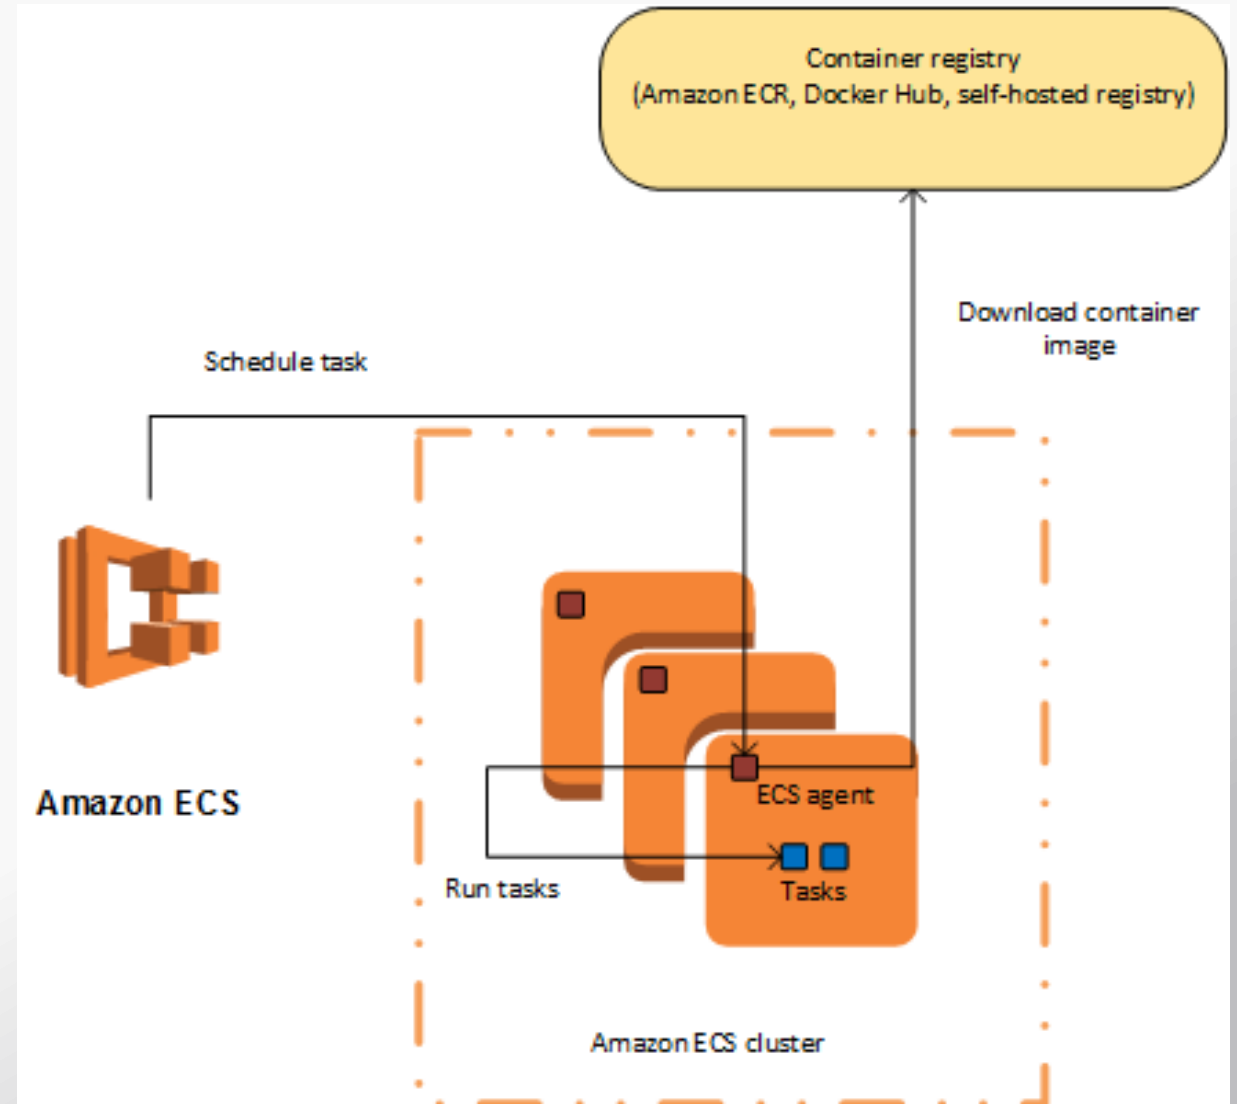 Container registry
(Amazon ECR, Docker Hub, self-hosted registry)
Download container
image
Schedule task
Amazon ECS
ECS agent
Run tasks
Tasks
Amazon ECS cluster